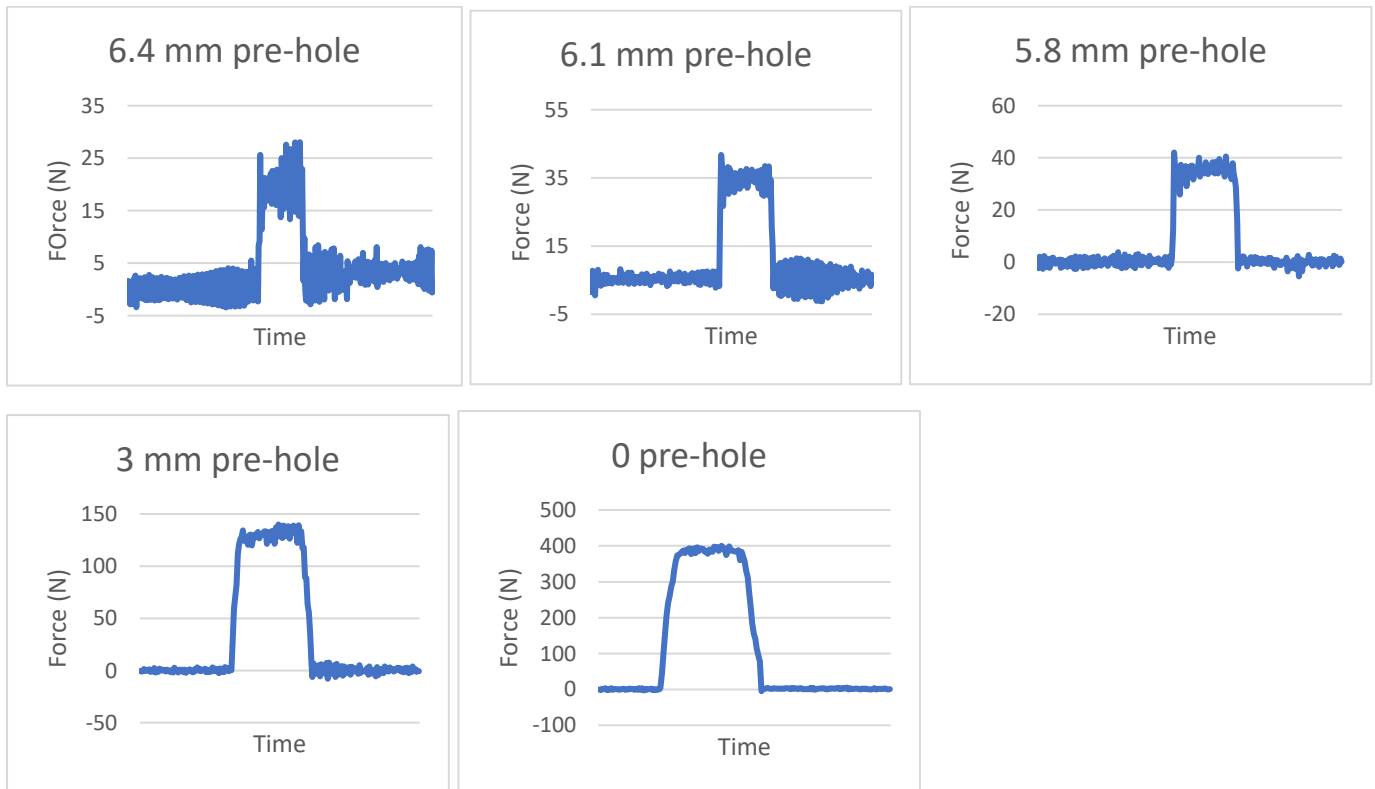 6.4 mm pre-hole
35
25
15
5
-5
FOrce (N)
Time
6.1 mm pre-hole
55
35
15
-5
Force (N)
Time
5.8 mm pre-hole
60
40
20
0
-20
Force (N)
Time
3 mm pre-hole
150
100
50
0
-50
Force (N)
Time
0 pre-hole
500
400
300
200
100
0
-100
Force (N)
Time